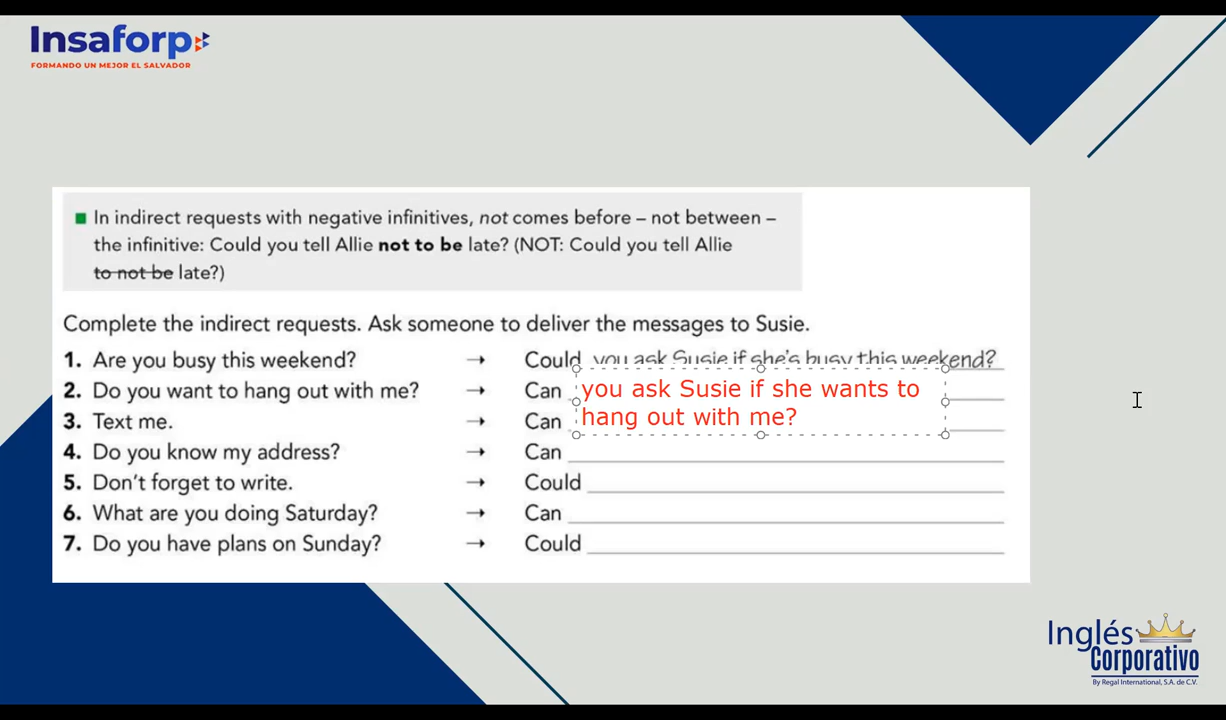 Insaforp
FORMANDO UN MEJOR EL SALVADOR
In indirect requests with negative infinitives, not comes before – not between –
the infinitive: Could you tell Allie not to be late? (NOT: Could you tell Allie
to not be late?)
Complete the indirect requests. Ask someone to deliver the messages to Susie.
1. Are you busy this weekend? → Could you ask Susie if she's busy this weekend?
2. Do you want to hang out with me? → Can you ask Susie if she wants to
hang out with me?
3. Text me. → Can
4. Do you know my address? → Can
5. Don't forget to write. → Could
6. What are you doing Saturday? → Can
7. Do you have plans on Sunday? → Could
Inglés
Corporativo
By Regal International, S.A. de C.V.